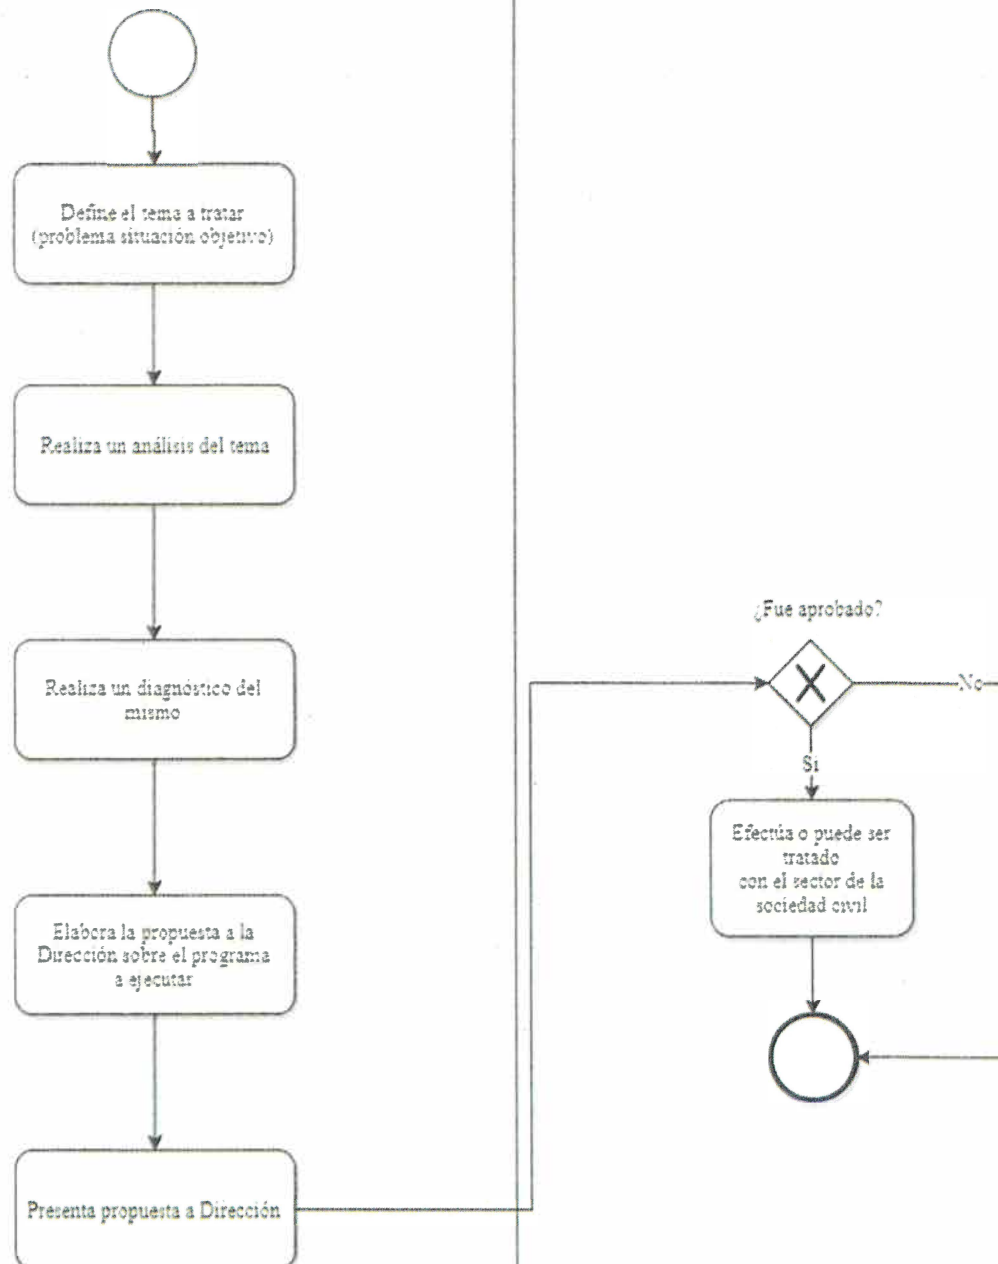 Define el tema a tratar
(problema situación objetivo)
Realiza un análisis del tema
Realiza un diagnóstico del
mismo
Elabora la propuesta a la
Dirección sobre el programa
a ejecutar
Presenta propuesta a Dirección
¿Fue aprobado?
No
Si
Efectúa o puede ser
tratado
con el sector de la
sociedad civil